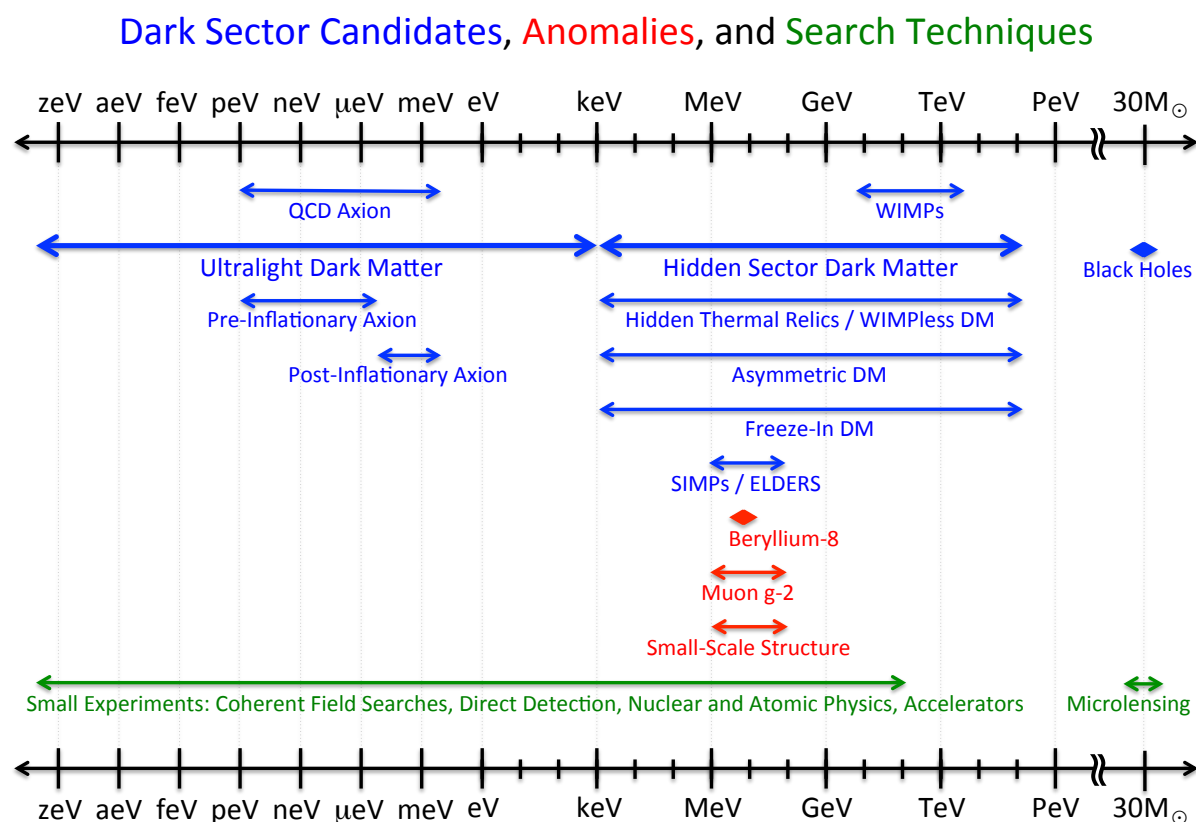 Dark Sector Candidates, Anomalies, and Search Techniques
zeV aeV feV peV neV μeV meV eV keV MeV GeV TeV PeV 30M☉
QCD Axion WIMPs
Ultralight Dark Matter Hidden Sector Dark Matter Black Holes
Pre-Inflationary Axion Hidden Thermal Relics / WIMPless DM
Post-Inflationary Axion Asymmetric DM
Freeze-In DM
SIMPs / ELDERS
Beryllium-8
Muon g-2
Small-Scale Structure
Small Experiments: Coherent Field Searches, Direct Detection, Nuclear and Atomic Physics, Accelerators Microlensing
zeV aeV feV peV neV μeV meV eV keV MeV GeV TeV PeV 30M☉